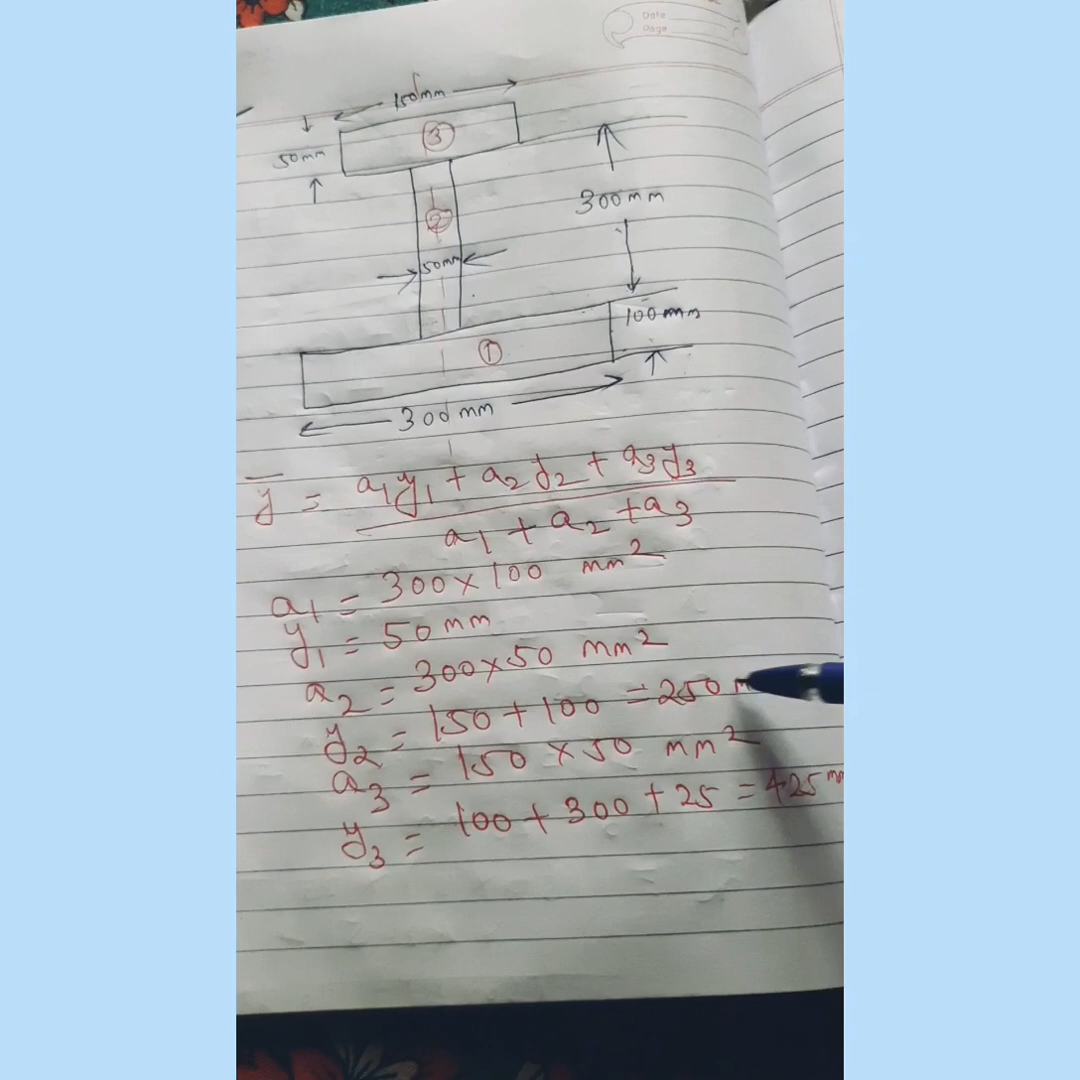 Date
Page
150mm
50mm
③
300mm
②
50mm
100mm
①
300mm
ȳ = a₁y₁ + a₂y₂ + a₃y₃
a₁ + a₂ + a₃
a₁ = 300 × 100 mm²
y₁ = 50 mm
a₂ = 300×50 mm²
y₂ = 150 + 100 = 250 m
a₃ = 150 × 50 mm²
y₃ = 100 + 300 + 25 = 425 mm